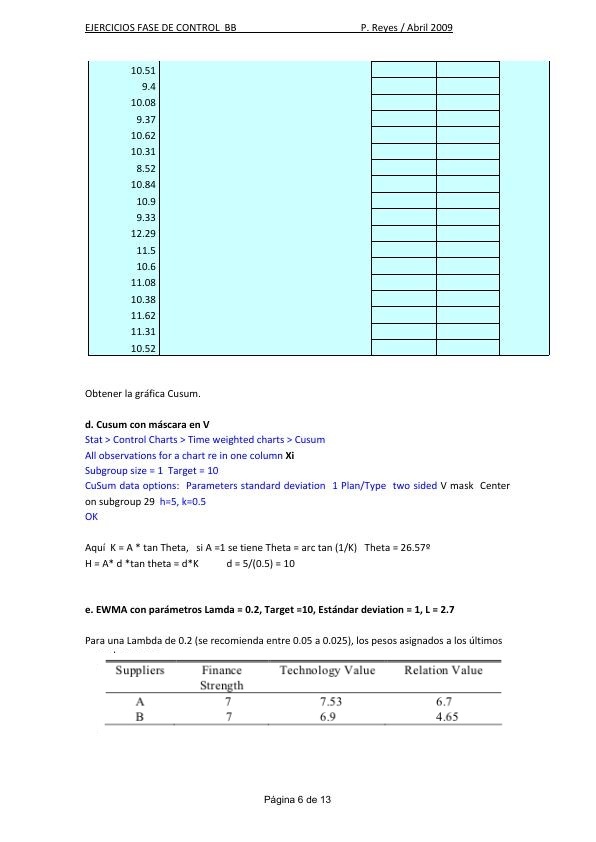 EJERCICIOS FASE DE CONTROL BB P. Reyes / Abril 2009
10.51
9.4
10.08
9.37
10.62
10.31
8.52
10.84
10.9
9.33
12.29
11.5
10.6
11.08
10.38
11.62
11.31
10.52
Obtener la gráfica Cusum.
d. Cusum con máscara en V
Stat > Control Charts > Time weighted charts > Cusum
All observations for a chart re in one column Xi
Subgroup size = 1 Target = 10
CuSum data options: Parameters standard deviation 1 Plan/Type two sided V mask Center
on subgroup 29 h=5, k=0.5
OK
Aquí K = A * tan Theta, si A =1 se tiene Theta = arc tan (1/K) Theta = 26.57º
H = A* d *tan theta = d*K d = 5/(0.5) = 10
e. EWMA con parámetros Lamda = 0.2, Target =10, Estándar deviation = 1, L = 2.7
Para una Lambda de 0.2 (se recomienda entre 0.05 a 0.025), los pesos asignados a los últimos
Suppliers Finance Technology Value Relation Value
Strength
A 7 7.53 6.7
B 7 6.9 4.65
Página 6 de 13